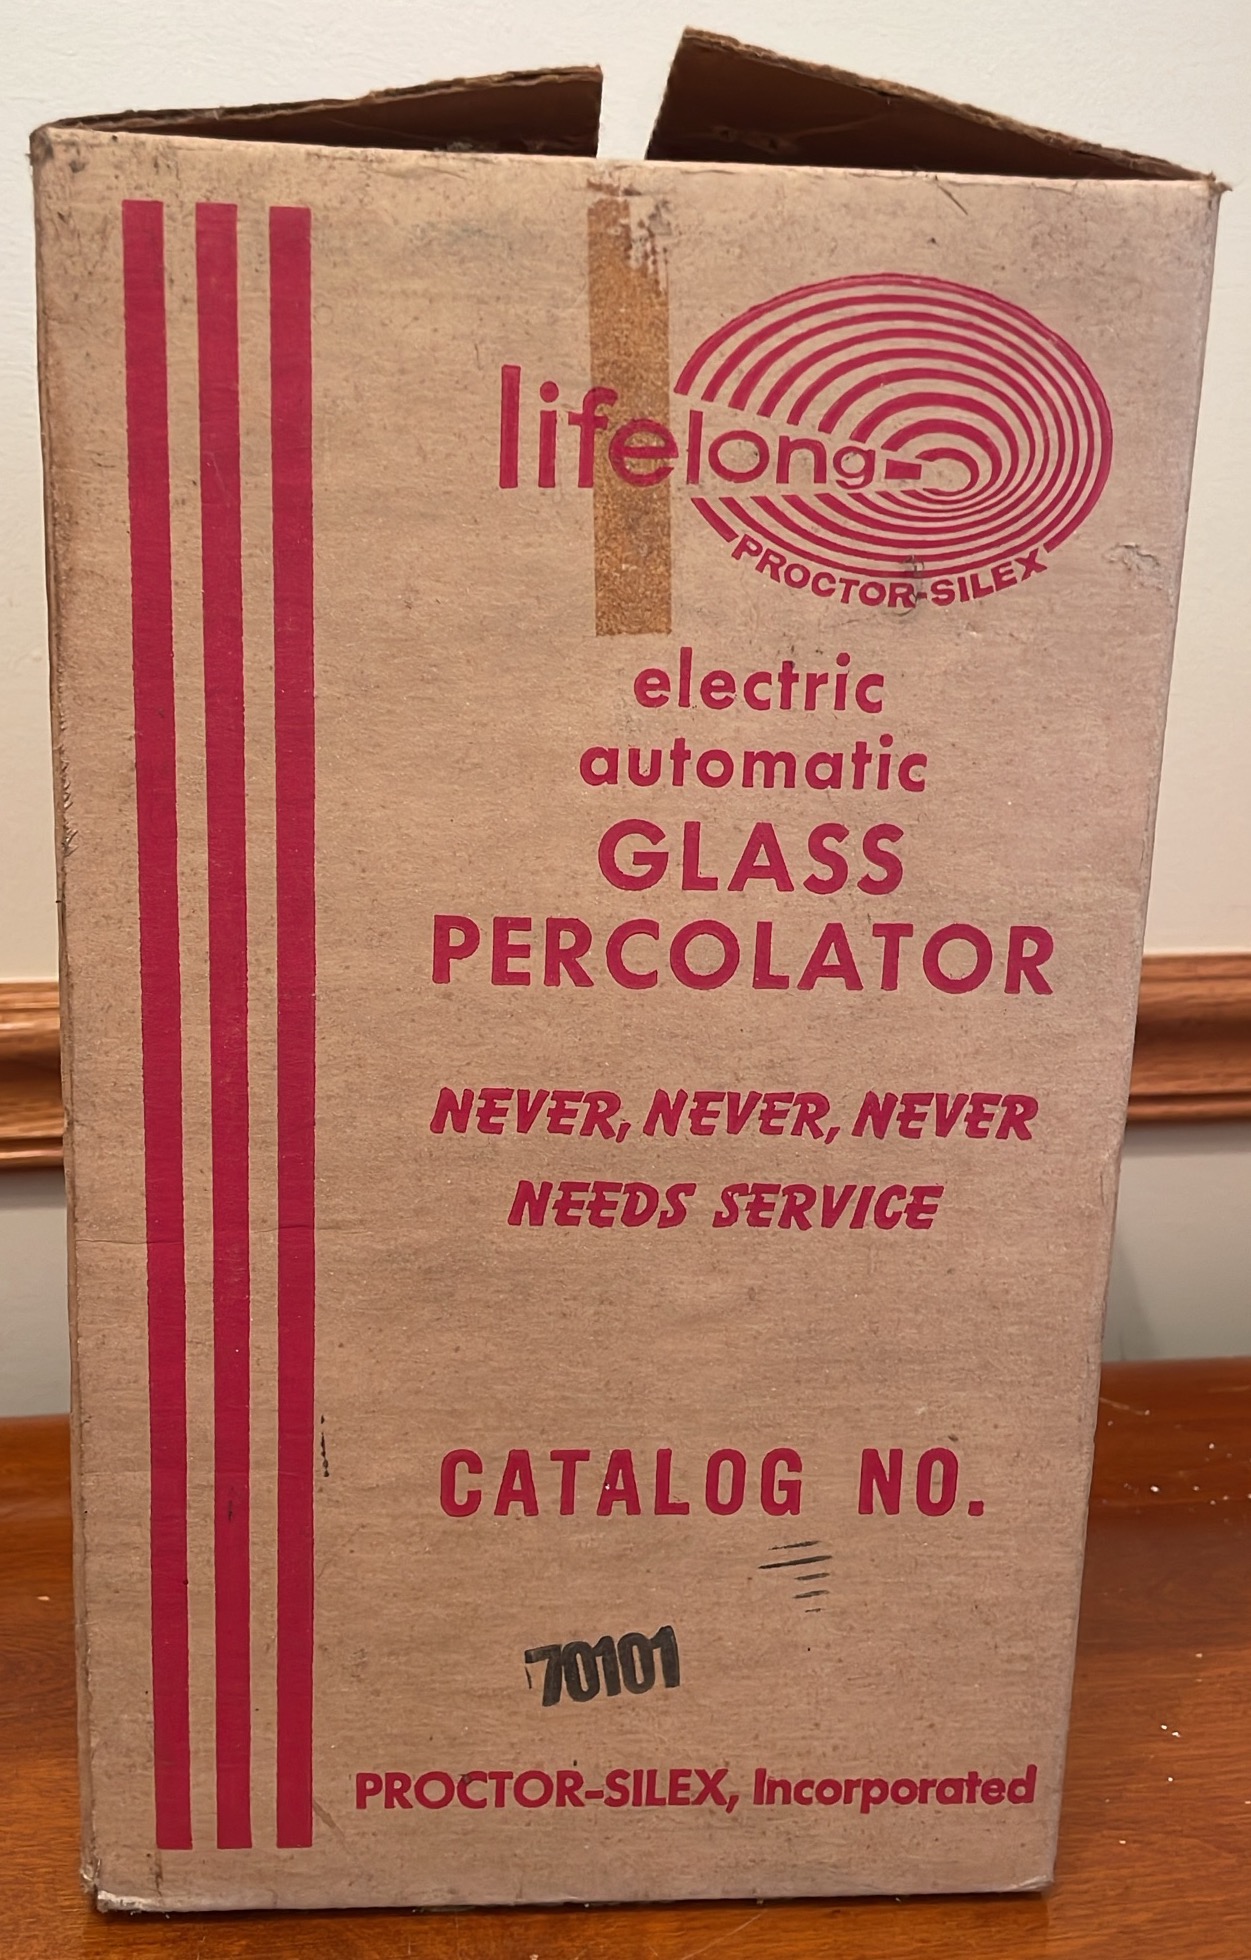 lifelong-
PROCTOR-SILEX
electric
automatic
GLASS
PERCOLATOR
NEVER, NEVER, NEVER
NEEDS SERVICE
CATALOG NO.
70101
PROCTOR-SILEX, Incorporated